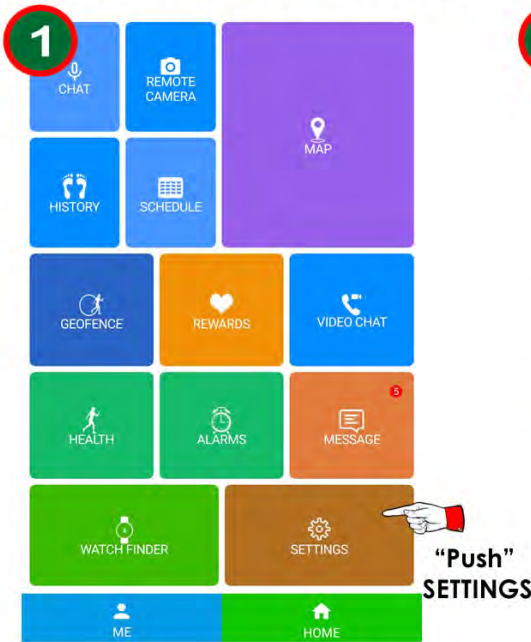 1
CHAT
REMOTE
CAMERA
MAP
HISTORY
SCHEDULE
GEOFENCE
REWARDS
VIDEO CHAT
HEALTH
ALARMS
5
MESSAGE
WATCH FINDER
SETTINGS
“Push”
SETTINGS
ME
HOME